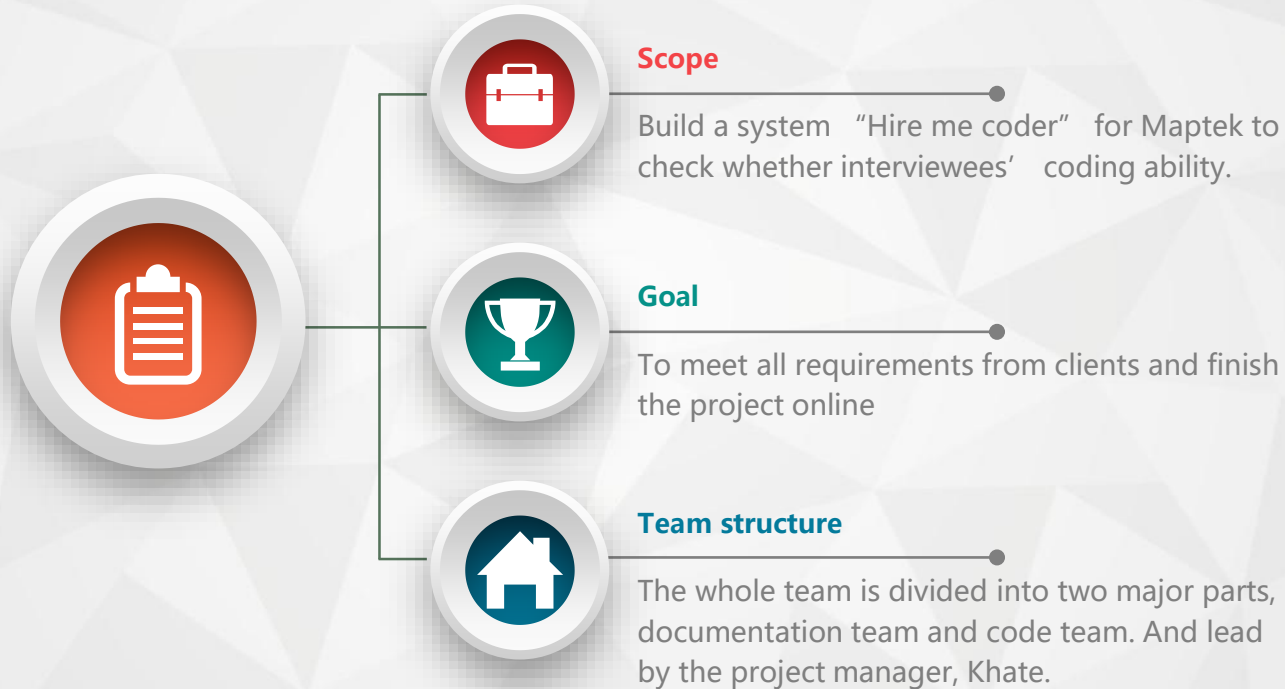 Scope
Build a system “Hire me coder” for Maptek to
check whether interviewees’ coding ability.
Goal
To meet all requirements from clients and finish
the project online
Team structure
The whole team is divided into two major parts,
documentation team and code team. And lead
by the project manager, Khate.